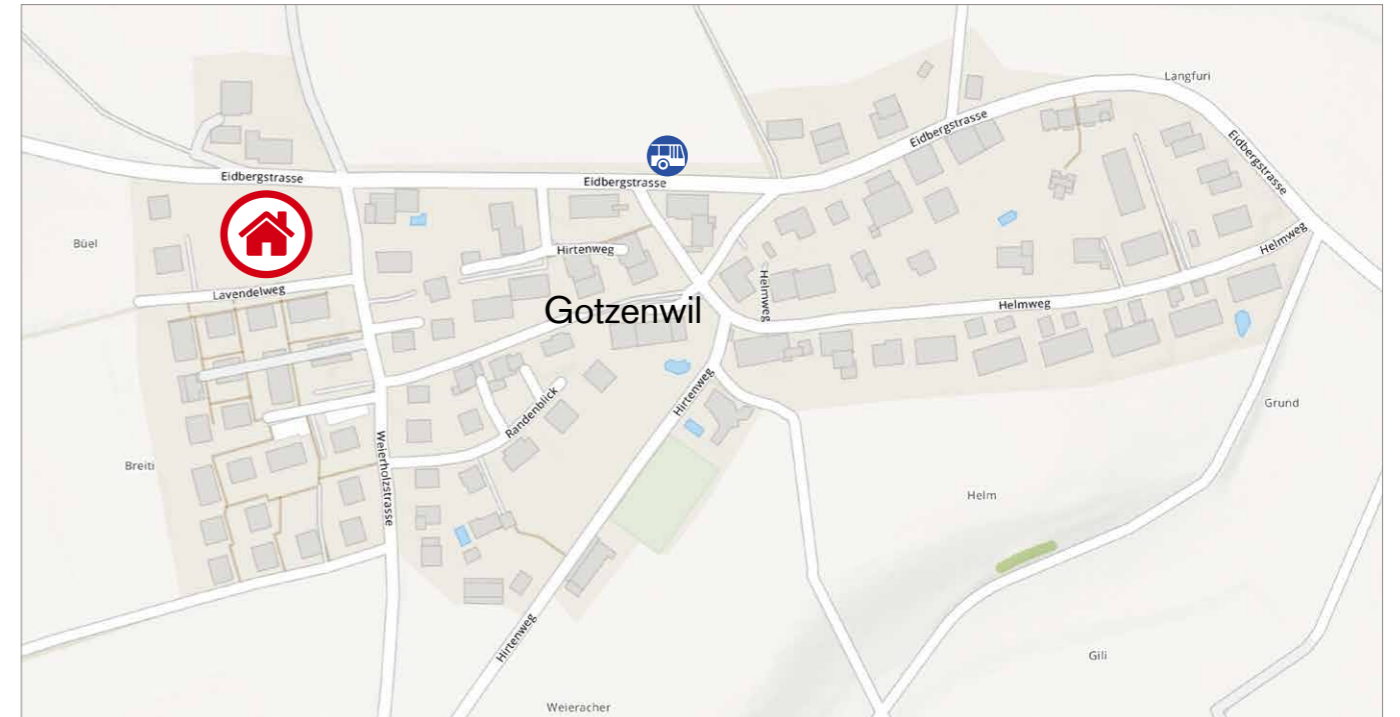 Langfuri
Eidbergstrasse
Eidbergstrasse
Eidbergstrasse
Eidbergstrasse
Büel
Hirtenweg
Helmweg
Lavendelweg
Helmweg
Gotzenwil
Helmweg
Hirtenweg
Randenblick
Grund
Weierholzstrasse
Breiti
Helm
Hirtenweg
Gili
Weieracher